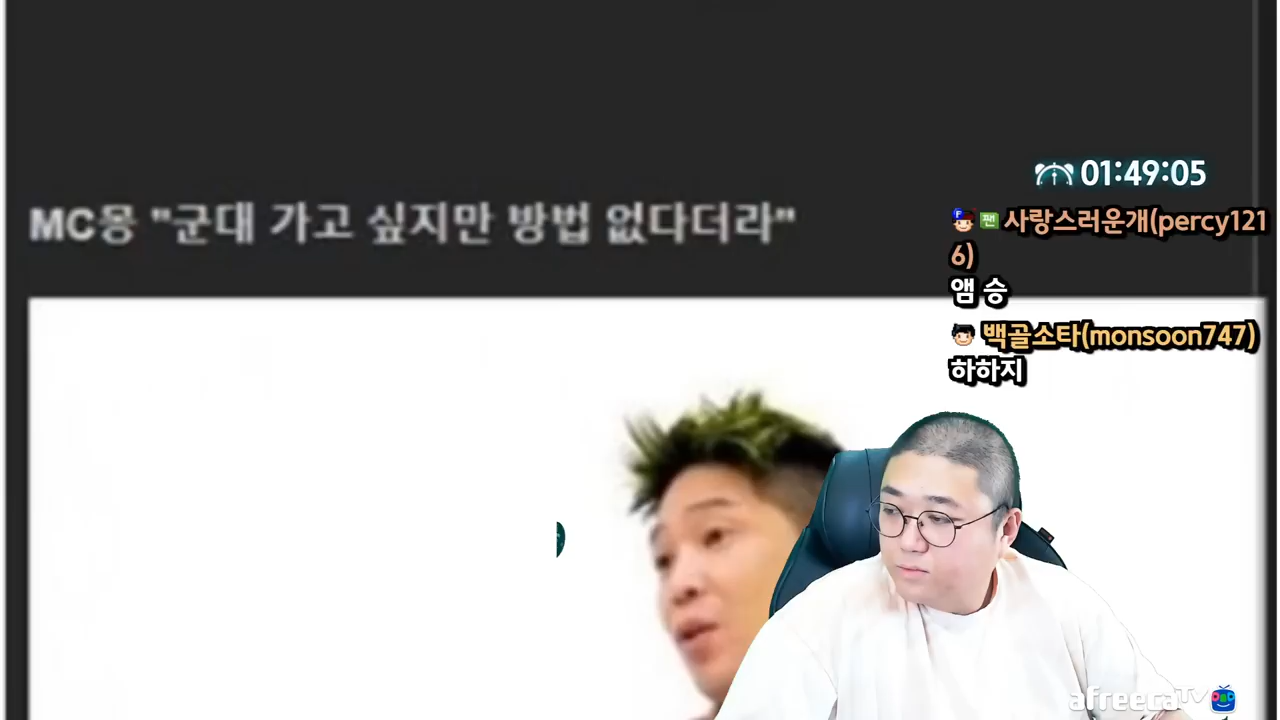 01:49:05
MC몽 "군대 가고 싶지만 방법 없다더라"
F 팬 사랑스러운개(percy121
6)
앰 승
백골소타(monsoon747)
하하지
afreecaTV